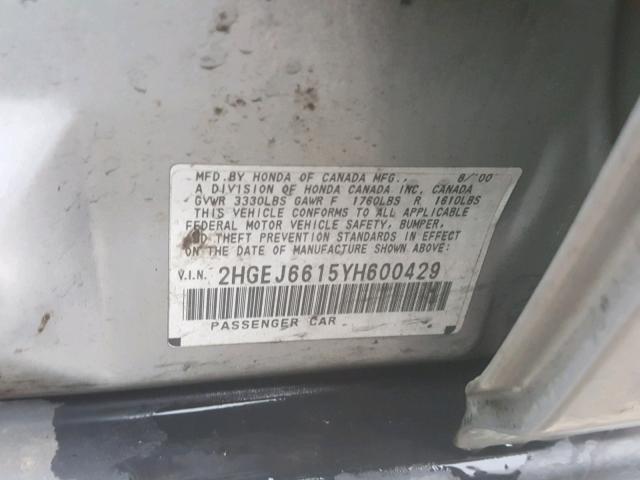 MFD.BY HONDA OF CANADA MFG., 8/'00
A DIVISION OF HONDA CANADA INC, CANADA
GVWR 3330LBS GAWR F 1760LBS R 1610LBS
THIS VEHICLE CONFORMS TO ALL APPLICABLE
FEDERAL MOTOR VEHICLE SAFETY, BUMPER,
AND THEFT PREVENTION STANDARDS IN EFFECT
ON THE DATE OF MANUFACTURE SHOWN ABOVE:
V.I.N. 2HGEJ6615YH600429
PASSENGER CAR